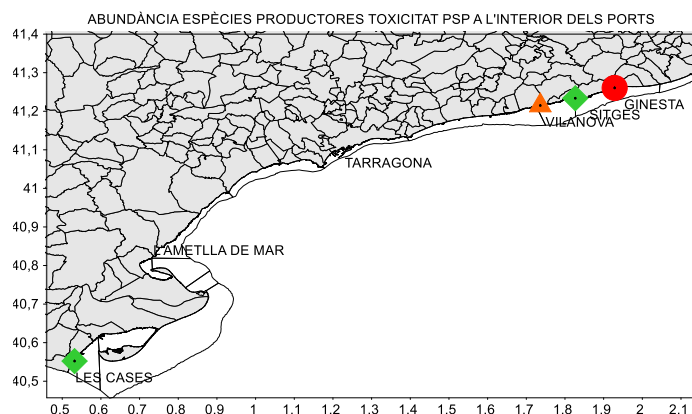 ABUNDÀNCIA ESPÈCIES PRODUCTORES TOXICITAT PSP A L'INTERIOR DELS PORTS
41,4
41,3
41,2
41,1
41
40,9
40,8
40,7
40,6
40,5
GINESTA
SITGES
VILANOVA
TARRAGONA
L'AMETLLA DE MAR
LES CASES
0.5 0.6 0.7 0.8 0.9 1 1.1 1.2 1.3 1.4 1.5 1.6 1.7 1.8 1.9 2 2.1